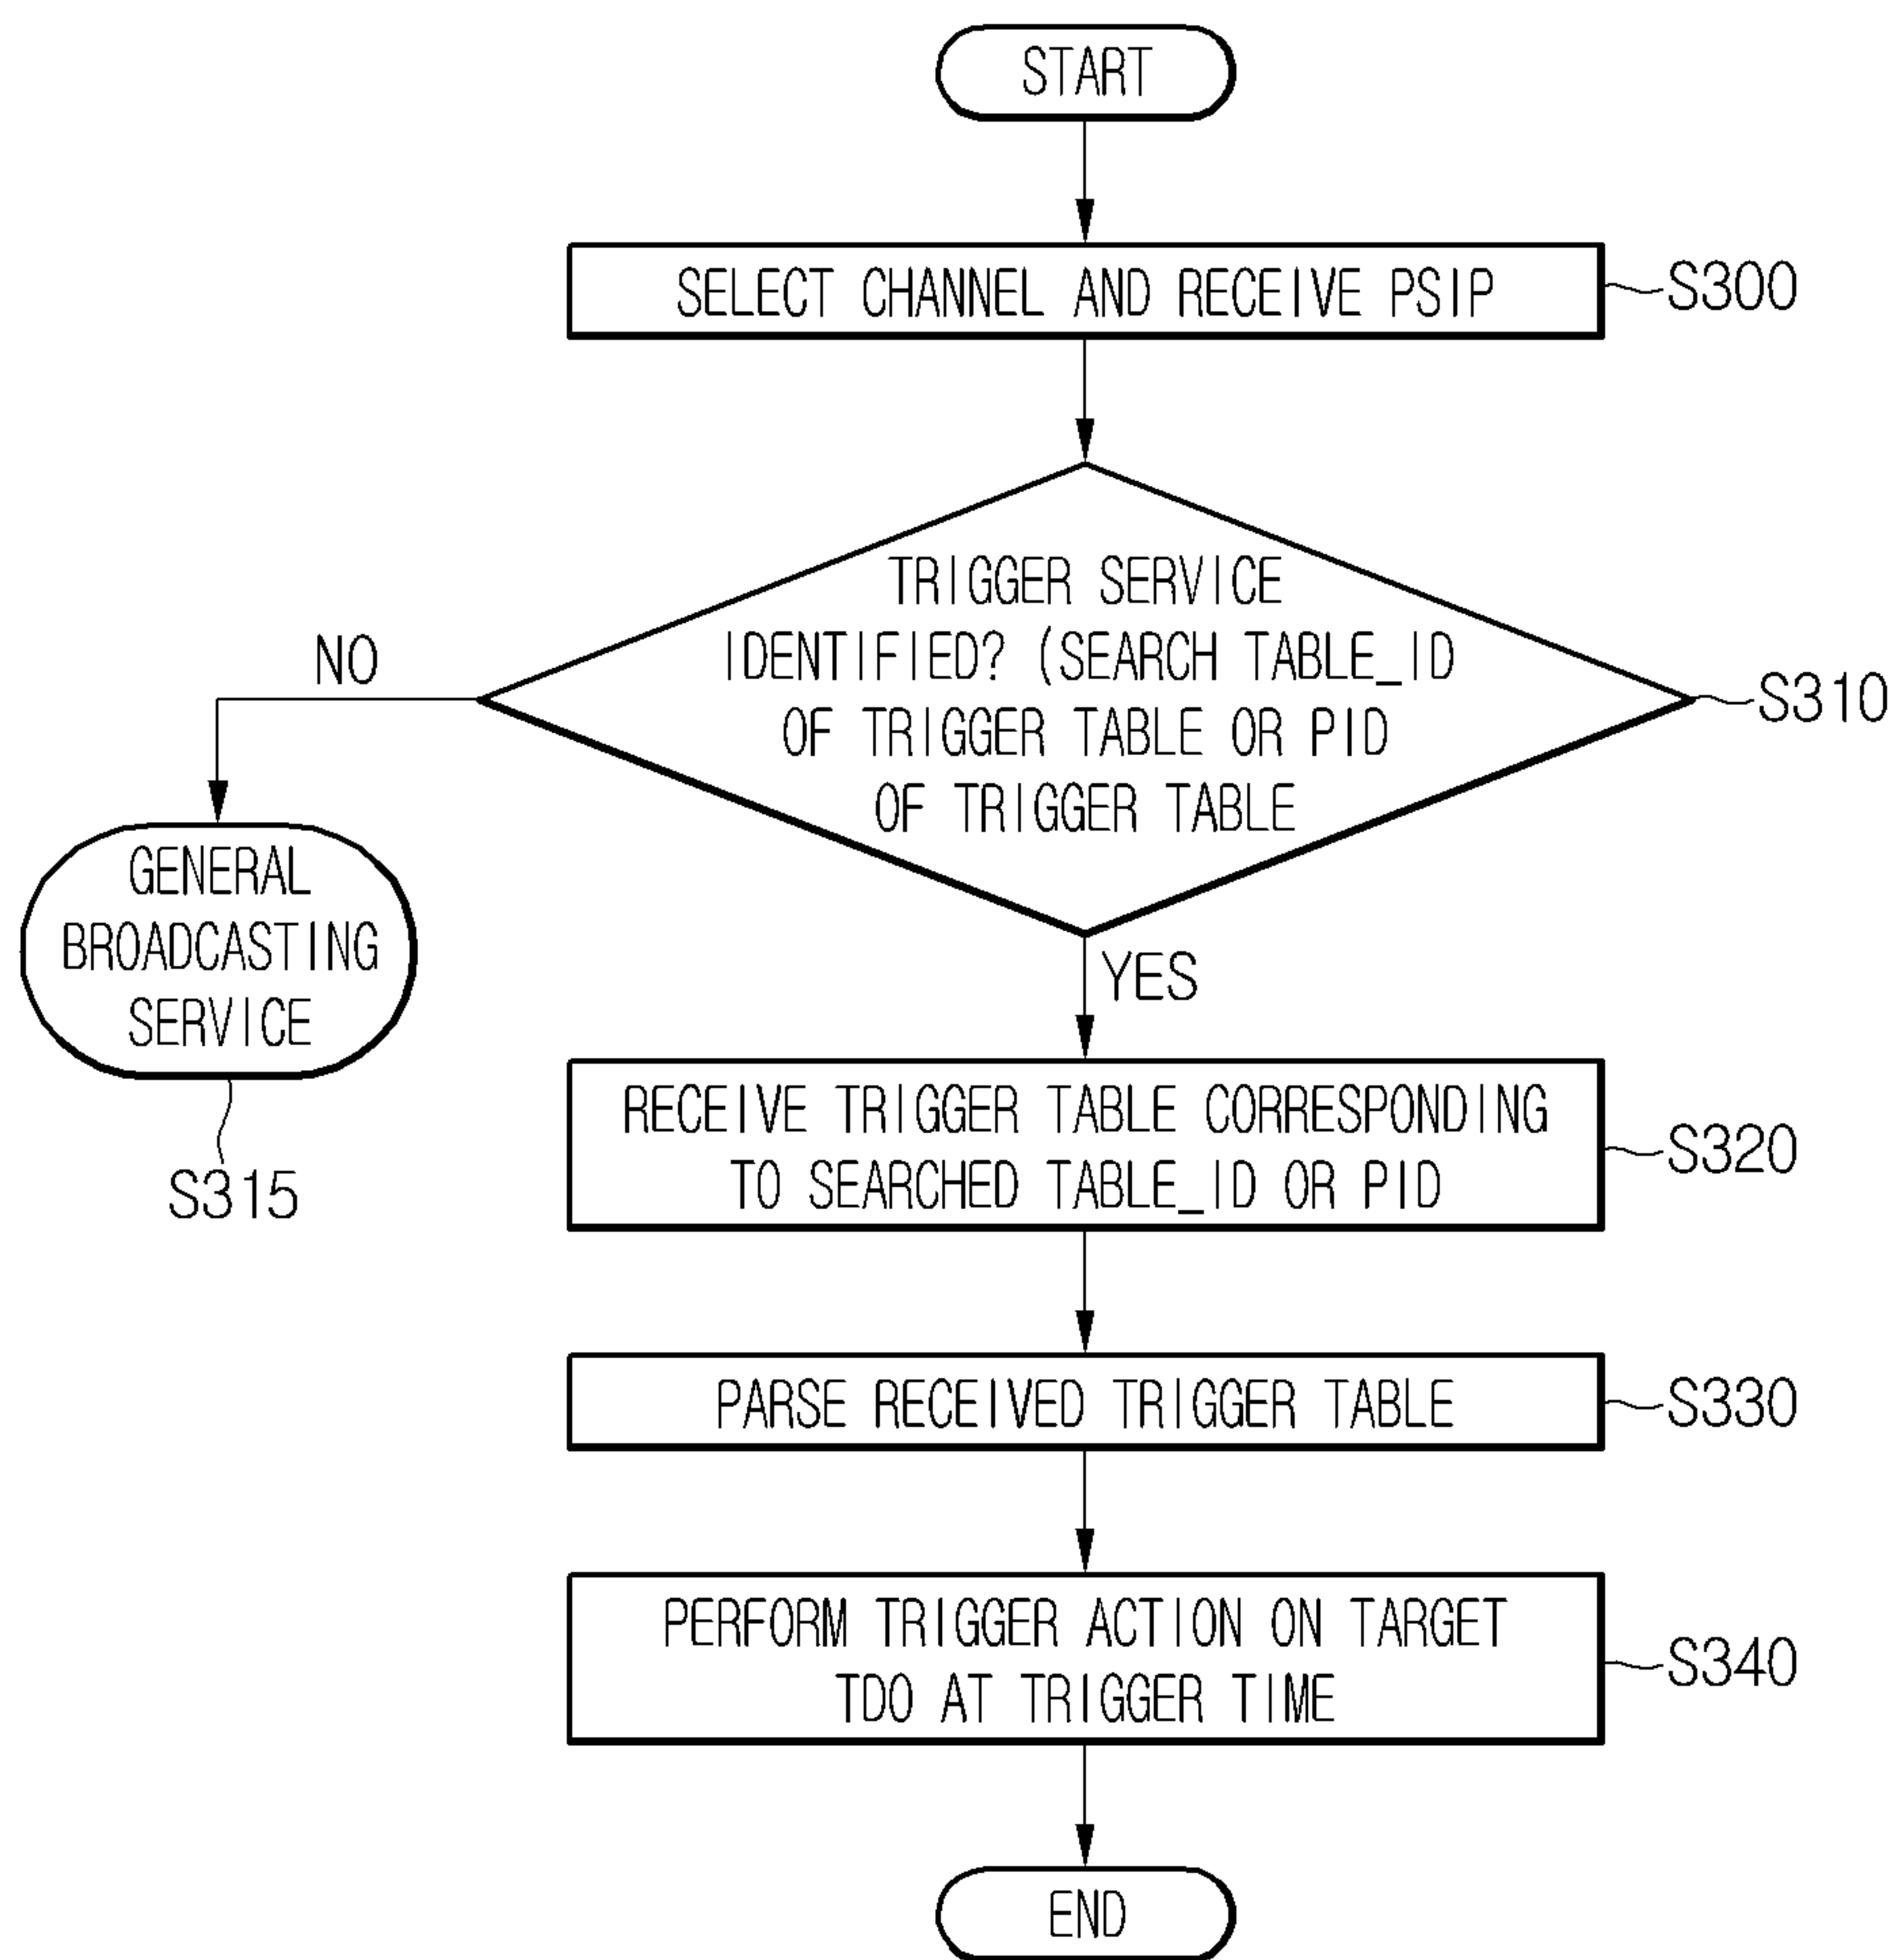 START
SELECT CHANNEL AND RECEIVE PSIP
S300
TRIGGER SERVICE
IDENTIFIED? (SEARCH TABLE_ID
OF TRIGGER TABLE OR PID
OF TRIGGER TABLE
S310
NO
GENERAL
BROADCASTING
SERVICE
S315
YES
RECEIVE TRIGGER TABLE CORRESPONDING
TO SEARCHED TABLE_ID OR PID
S320
PARSE RECEIVED TRIGGER TABLE
S330
PERFORM TRIGGER ACTION ON TARGET
TDO AT TRIGGER TIME
S340
END